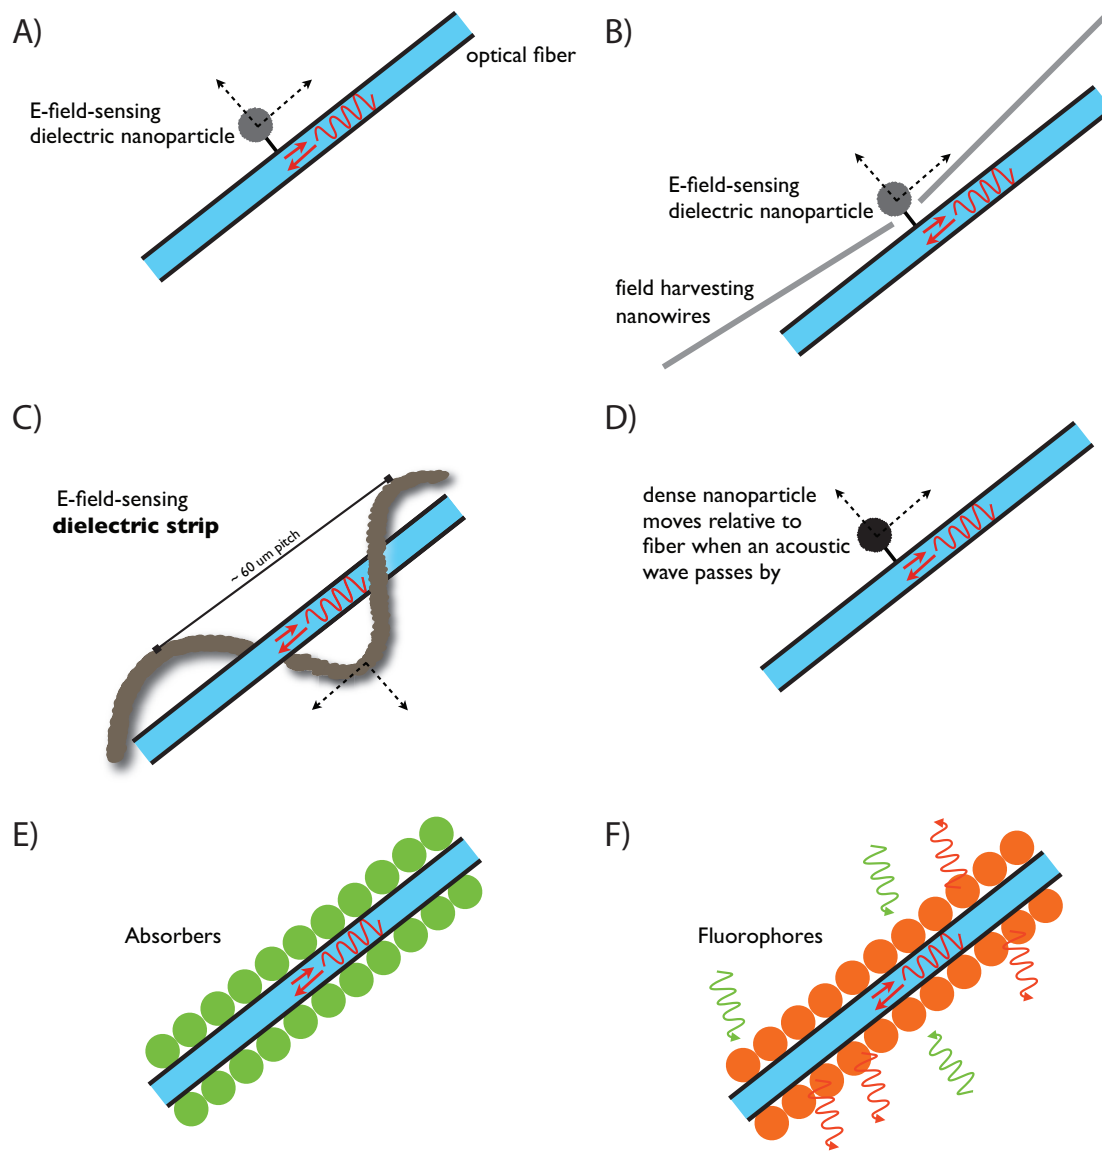 A)
optical fiber
E-field-sensing
dielectric nanoparticle
B)
E-field-sensing
dielectric nanoparticle
field harvesting
nanowires
C)
E-field-sensing
dielectric strip
~ 60 um pitch
D)
dense nanoparticle
moves relative to
fiber when an acoustic
wave passes by
E)
Absorbers
F)
Fluorophores